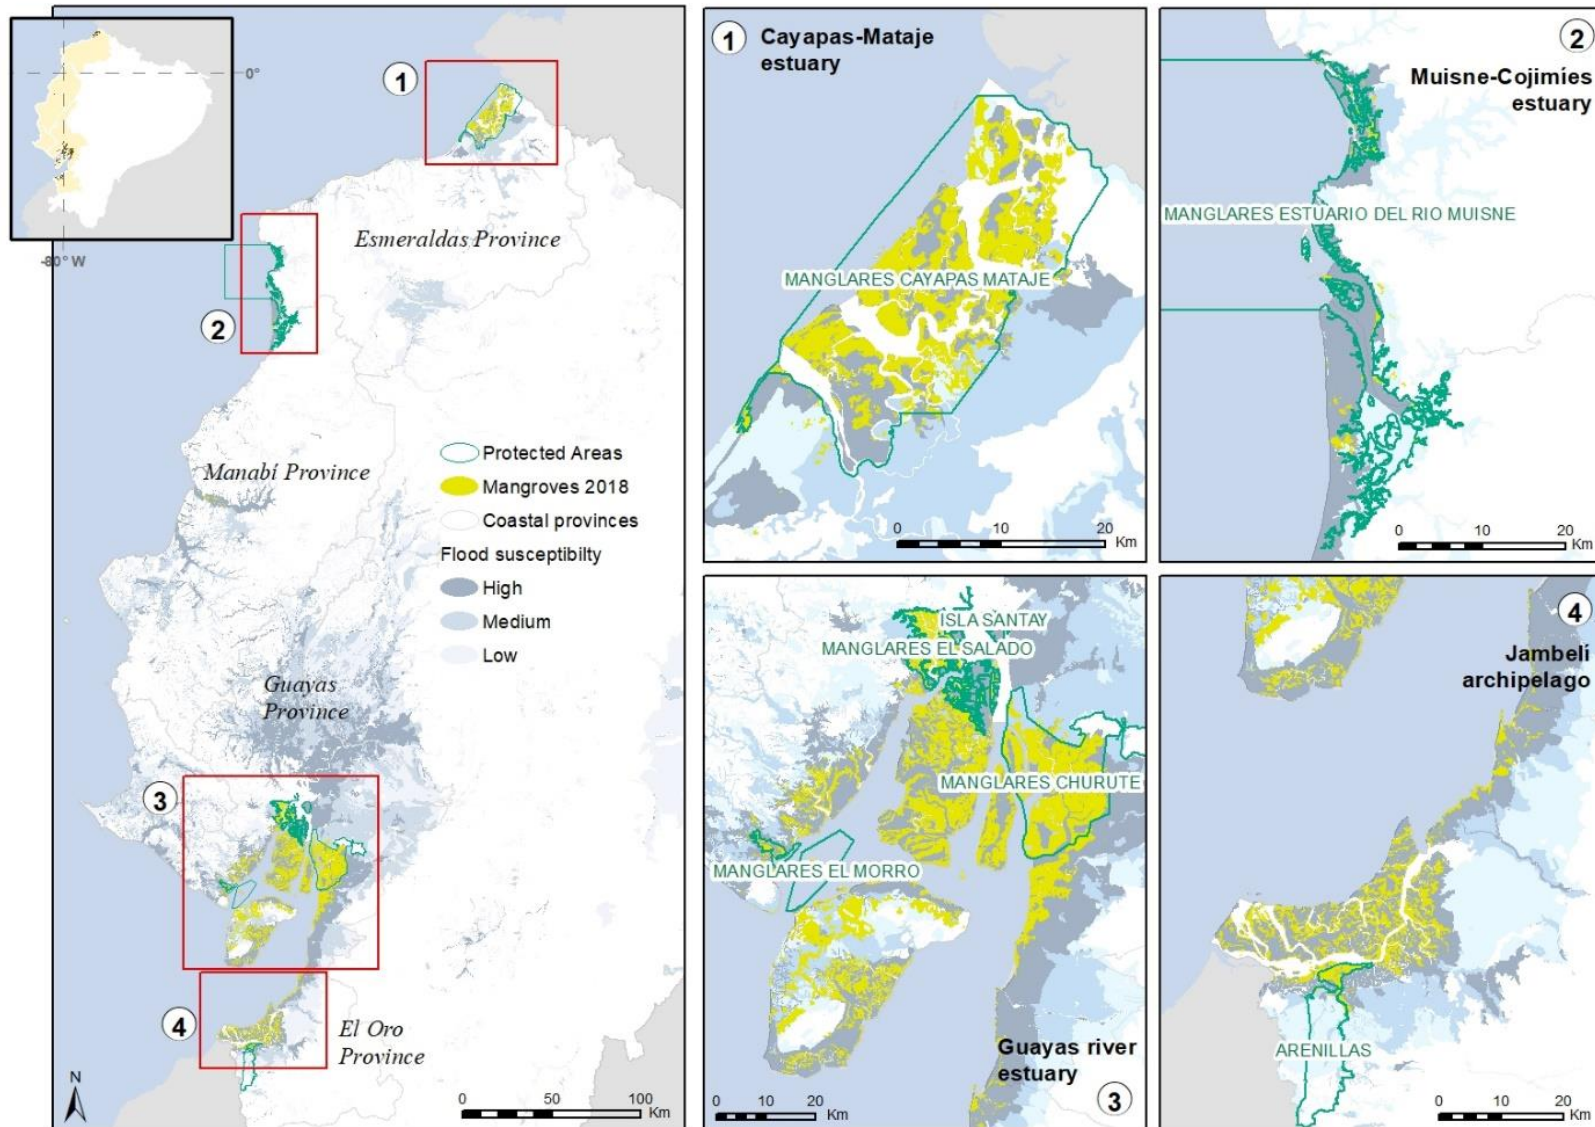 0°
-80°W
1
2
3
4
Esmeraldas Province
Manabí Province
Guayas
Province
El Oro
Province
Protected Areas
Mangroves 2018
Coastal provinces
Flood susceptibilty
High
Medium
Low
N
0 50 100
Km
1
Cayapas-Mataje
estuary
MANGLARES CAYAPAS MATAJE
0 10 20
Km
2
Muisne-Cojimíes
estuary
MANGLARES ESTUARIO DEL RIO MUISNE
0 10 20
Km
ISLA SANTAY
MANGLARES EL SALADO
MANGLARES CHURUTE
MANGLARES EL MORRO
Guayas river
estuary
3
0 10 20
Km
4
Jambelí
archipelago
ARENILLAS
0 10 20
Km